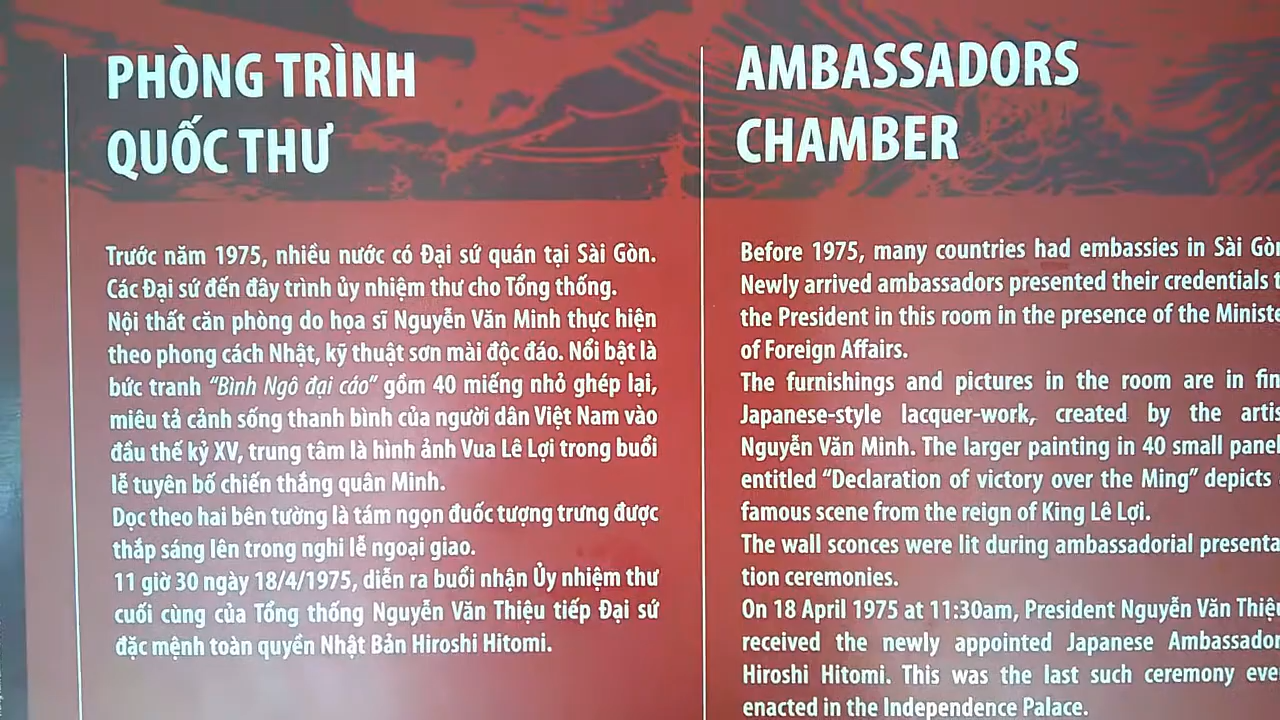 PHÒNG TRÌNH
QUỐC THƯ
Trước năm 1975, nhiều nước có Đại sứ quán tại Sài Gòn.
Các Đại sứ đến đây trình ủy nhiệm thư cho Tổng thống.
Nội thất căn phòng do họa sĩ Nguyễn Văn Minh thực hiện
theo phong cách Nhật, kỹ thuật sơn mài độc đáo. Nổi bật là
bức tranh “Bình Ngô đại cáo” gồm 40 miếng nhỏ ghép lại,
miêu tả cảnh sống thanh bình của người dân Việt Nam vào
đầu thế kỷ XV, trung tâm là hình ảnh Vua Lê Lợi trong buổi
lễ tuyên bố chiến thắng quân Minh.
Dọc theo hai bên tường là tám ngọn đuốc tượng trưng được
thắp sáng lên trong nghi lễ ngoại giao.
11 giờ 30 ngày 18/4/1975, diễn ra buổi nhận Ủy nhiệm thư
cuối cùng của Tổng thống Nguyễn Văn Thiệu tiếp Đại sứ
đặc mệnh toàn quyền Nhật Bản Hiroshi Hitomi.
AMBASSADORS
CHAMBER
Before 1975, many countries had embassies in Sài
Newly arrived ambassadors presented their credentials
the President in this room in the presence of the
of Foreign Affairs.
The furnishings and pictures in the room are in
Japanese-style lacquer-work, created by the
Nguyễn Văn Minh. The larger painting in 40 small
entitled “Declaration of victory over the Ming” depicts
famous scene from the reign of King Lê Lợi.
The wall sconces were lit during ambassadorial presenta
tion ceremonies.
On 18 April 1975 at 11:30am, President Nguyễn Văn Thiệu
received the newly appointed Japanese Ambassador
Hiroshi Hitomi. This was the last such ceremony
enacted in the Independence Palace.